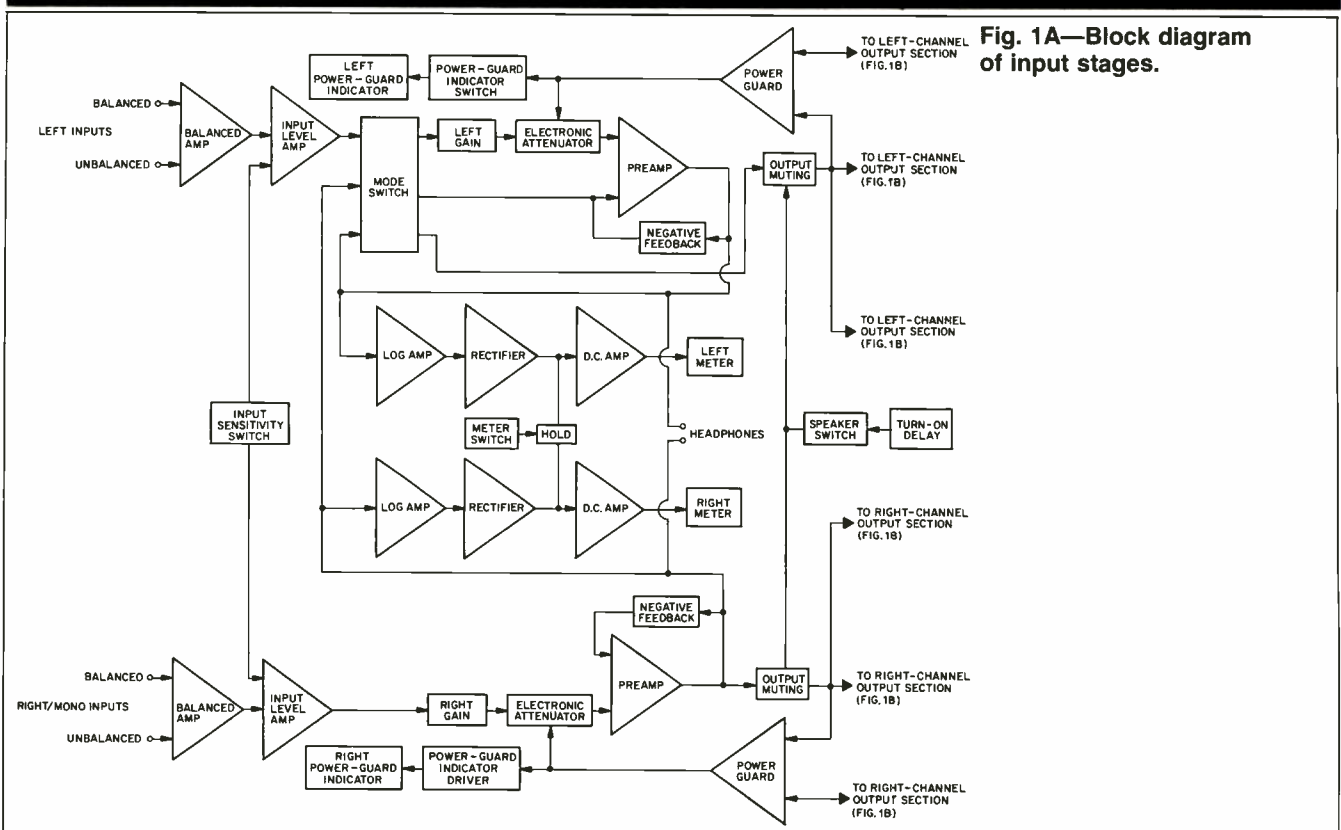 Fig. 1A—Block diagram
of input stages.
TO LEFT-CHANNEL
OUTPUT SECTION
(FIG.1B)
LEFT
POWER-GUARD
INDICATOR
POWER-GUARD
INDICATOR
SWITCH
POWER
GUARD
BALANCED
LEFT INPUTS
UNBALANCED
BALANCED
AMP
INPUT
LEVEL
AMP
MODE
SWITCH
LEFT
GAIN
ELECTRONIC
ATTENUATOR
PREAMP
NEGATIVE
FEEDBACK
OUTPUT
MUTING
TO LEFT-CHANNEL
OUTPUT SECTION
(FIG.1B)
TO LEFT-CHANNEL
OUTPUT SECTION
(FIG.1B)
LOG AMP
RECTIFIER
D.C. AMP
LEFT
METER
INPUT
SENSITIVITY
SWITCH
METER
SWITCH
HOLD
HEADPHONES
SPEAKER
SWITCH
TURN-ON
DELAY
LOG AMP
RECTIFIER
D.C. AMP
RIGHT
METER
TO RIGHT-CHANNEL
OUTPUT SECTION
(FIG.1B)
NEGATIVE
FEEDBACK
BALANCED
RIGHT/MONO INPUTS
UNBALANCED
BALANCED
AMP
INPUT
LEVEL
AMP
RIGHT
GAIN
ELECTRONIC
ATTENUATOR
PREAMP
OUTPUT
MUTING
TO RIGHT-CHANNEL
OUTPUT SECTION
(FIG.1B)
RIGHT
POWER-GUARD
INDICATOR
POWER-GUARD
INDICATOR
DRIVER
POWER
GUARD
TO RIGHT-CHANNEL
OUTPUT SECTION
(FIG.1B)